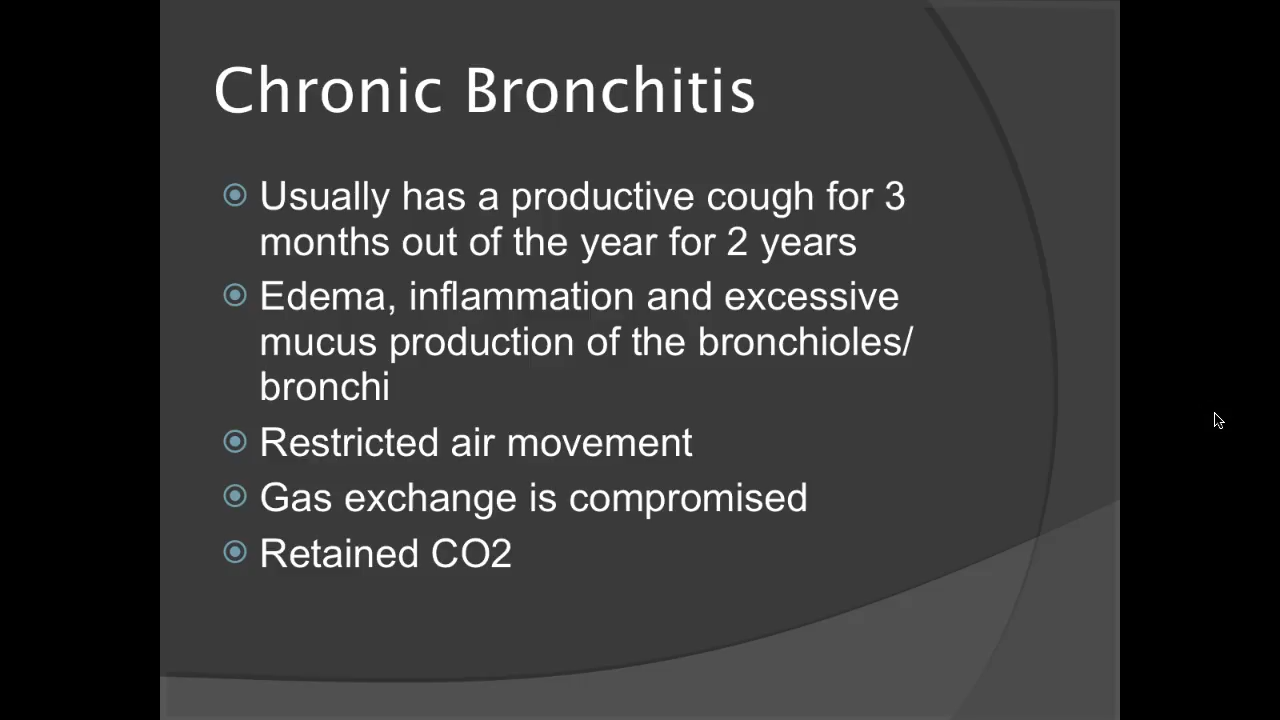 Chronic Bronchitis
Usually has a productive cough for 3
months out of the year for 2 years
Edema, inflammation and excessive
mucus production of the bronchioles/
bronchi
Restricted air movement
Gas exchange is compromised
Retained CO2